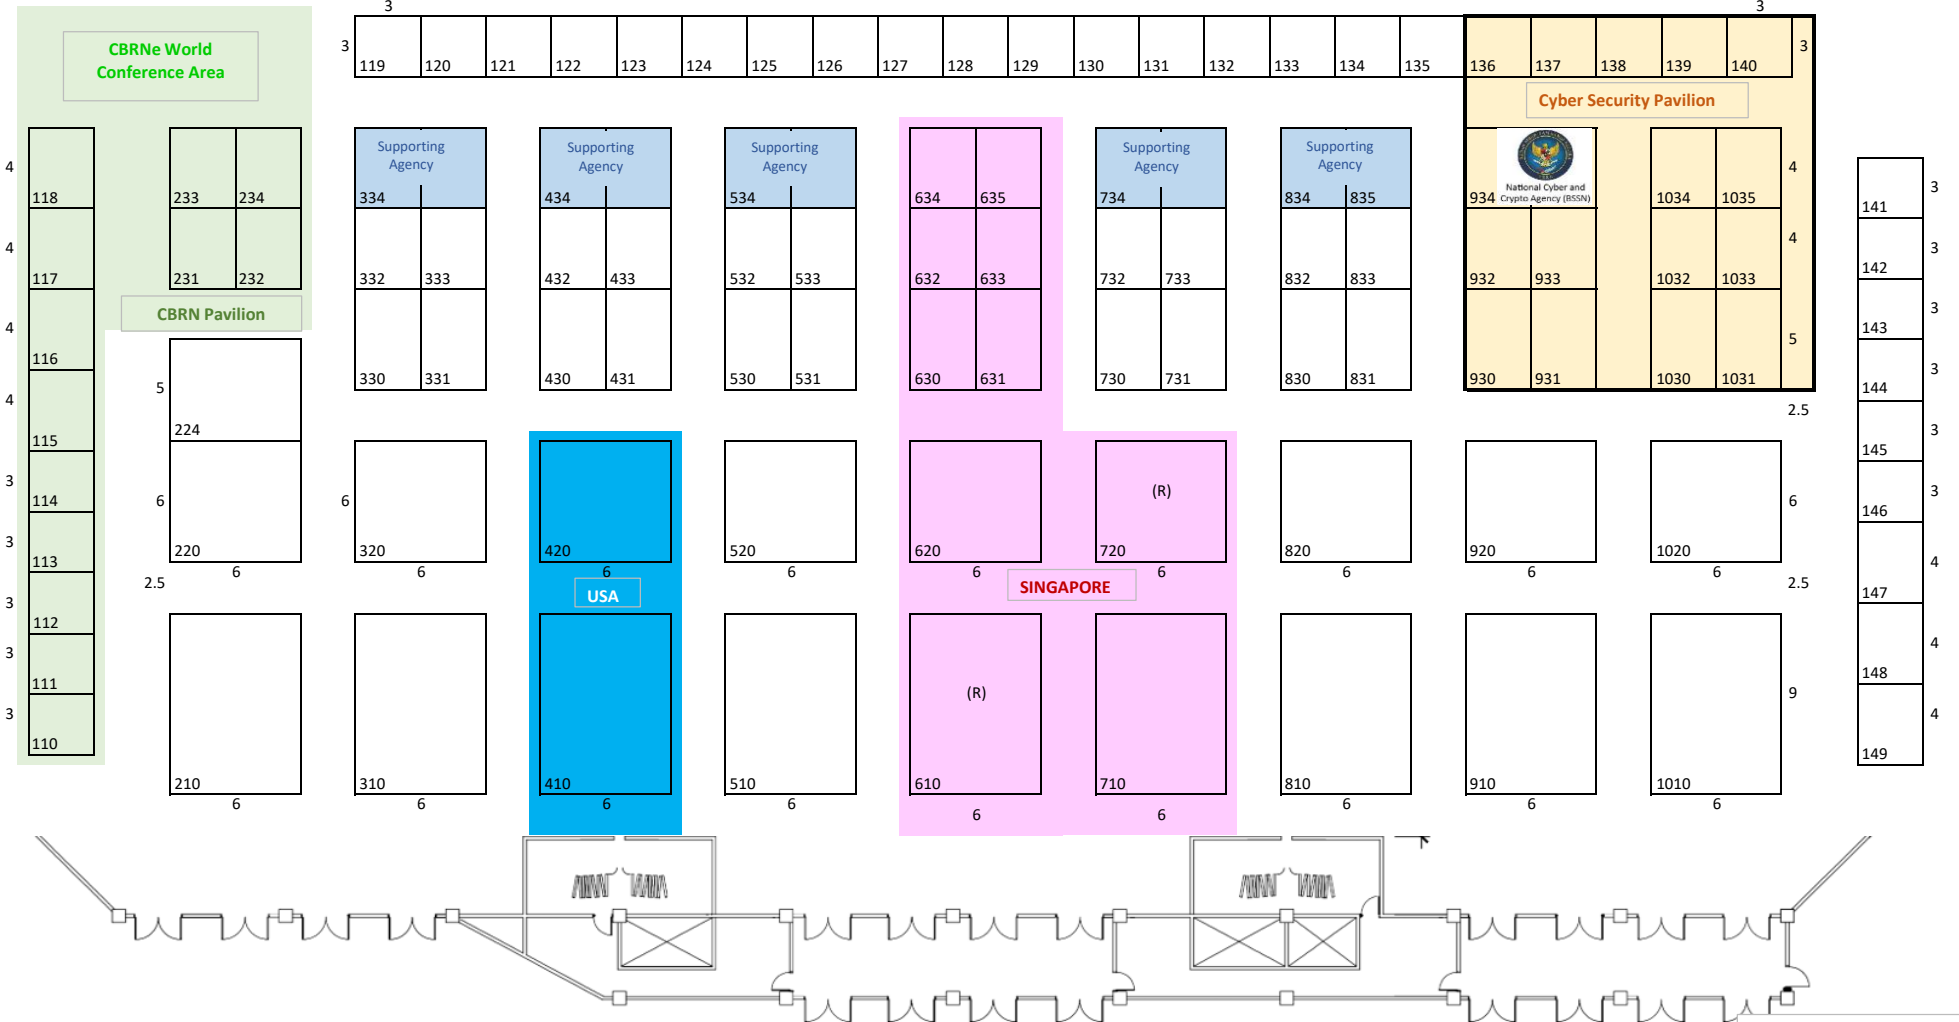 3 3
CBRNe World
Conference Area
3 3
119 120 121 122 123 124 125 126 127 128 129 130 131 132 133 134 135 136 137 138 139 140
Cyber Security Pavilion
Supporting
Agency
Supporting
Agency
Supporting
Agency
Supporting
Agency
Supporting
Agency
National Cyber and
Crypto Agency (BSSN)
4 4 3
118 233 234 334 434 534 634 635 734 834 835 934 1034 1035 141
4 4 3
117 231 232 332 333 432 433 532 533 632 633 732 733 832 833 932 933 1032 1033 142
CBRN Pavilion
4 5 3
116 143
5 3
330 331 430 431 530 531 630 631 730 731 830 831 930 931 1030 1031 144
4 2.5
115 224 3
145
3 6 6 (R) 6 3
114 146
3
113 220 320 420 520 620 720 820 920 1020
6 6 6 6 6 6 6 6 6 4
2.5 USA SINGAPORE 2.5
147
3
112
3 4
111 148
(R) 9
3 4
110 149
210 310 410 510 610 710 810 910 1010
6 6 6 6 6 6 6 6 6